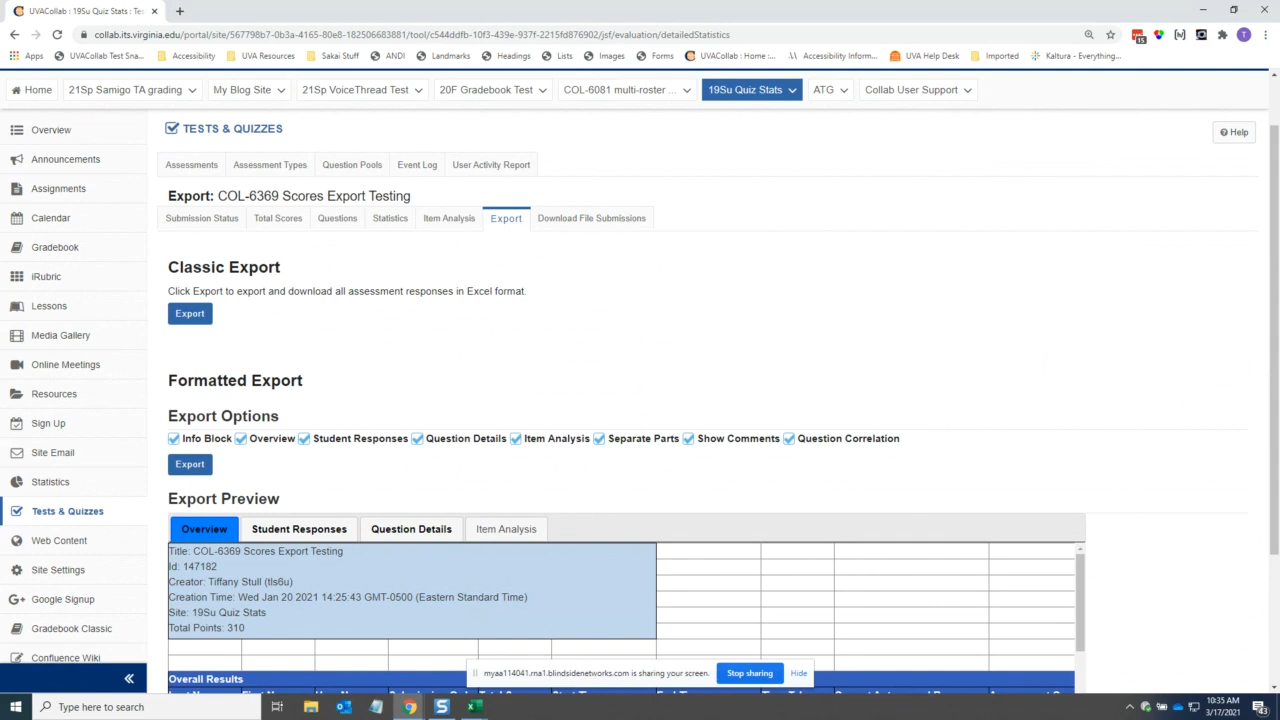 UVACollab : 19Su Quiz Stats : Tes
collab.its.virginia.edu/portal/site/567798b7-0b3a-4165-80e8-182506683881/tool/c544ddfb-10f3-439e-937f-2215fd876902/jsf/evaluation/detailedStatistics
15
T
Apps UVACollab Test Sna... Accessibility UVA Resources Sakai Stuff ANDI Landmarks Headings Lists Images Forms UVACollab : Home :... Accessibility Inform... UVA Help Desk Imported Kaltura - Everything...
Home 21Sp Samigo TA grading My Blog Site 21Sp VoiceThread Test 20F Gradebook Test COL-6081 multi-roster ... 19Su Quiz Stats ATG Collab User Support
Overview
Announcements
Assignments
Calendar
Gradebook
iRubric
Lessons
Media Gallery
Online Meetings
Resources
Sign Up
Site Email
Statistics
Tests & Quizzes
Web Content
Site Settings
G+ Google Signup
Gradebook Classic
Confluence Wiki
TESTS & QUIZZES
Help
Assessments Assessment Types Question Pools Event Log User Activity Report
Export: COL-6369 Scores Export Testing
Submission Status Total Scores Questions Statistics Item Analysis Export Download File Submissions
Classic Export
Click Export to export and download all assessment responses in Excel format.
Export
Formatted Export
Export Options
Info Block Overview Student Responses Question Details Item Analysis Separate Parts Show Comments Question Correlation
Export
Export Preview
Overview Student Responses Question Details Item Analysis
Title: COL-6369 Scores Export Testing
Id: 147182
Creator: Tiffany Stull (tls6u)
Creation Time: Wed Jan 20 2021 14:25:43 GMT-0500 (Eastern Standard Time)
Site: 19Su Quiz Stats
Total Points: 310
Overall Results
myaa114041.rna1.blindsidenetworks.com is sharing your screen. Stop sharing Hide
Type here to search
10:35 AM
3/17/2021
43